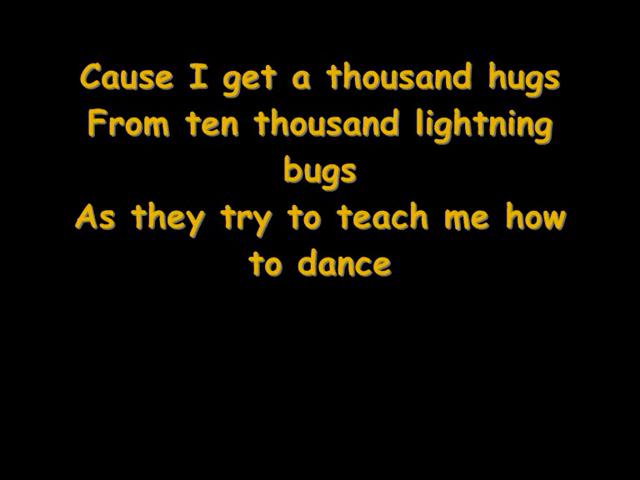 Cause I get a thousand hugs
From ten thousand lightning
bugs
As they try to teach me how
to dance